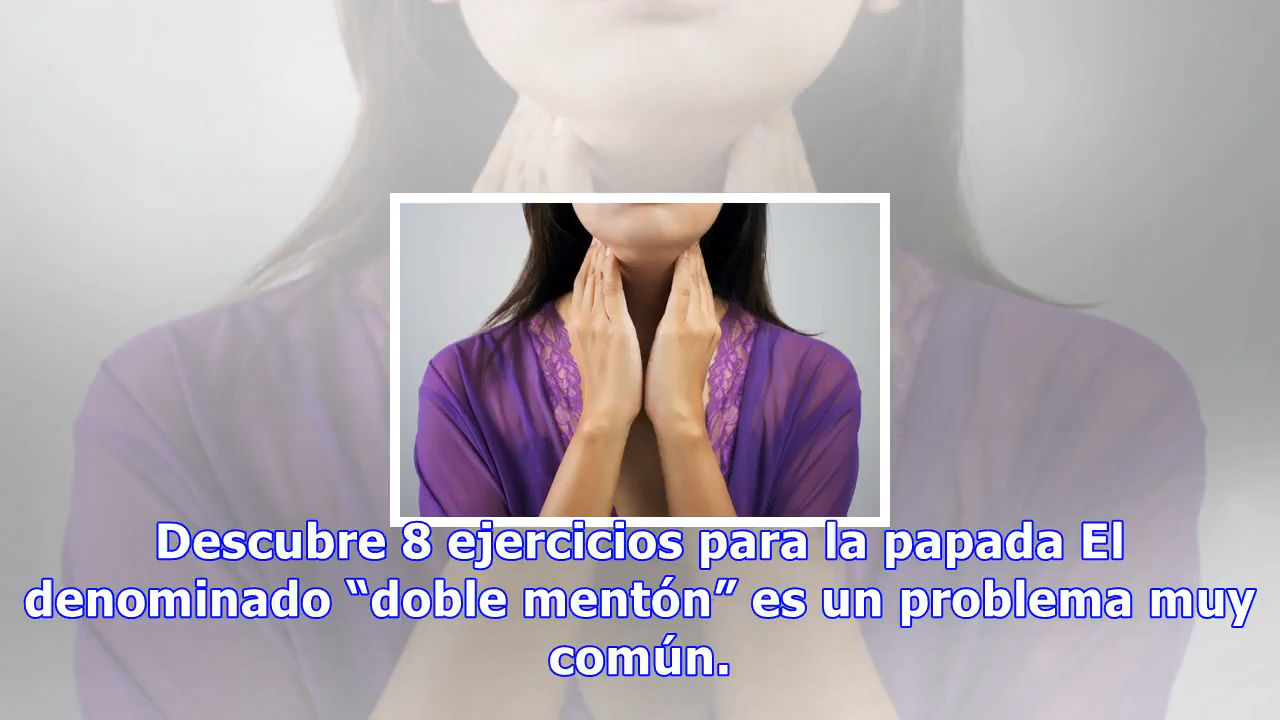 Descubre 8 ejercicios para la papada El
denominado “doble mentón” es un problema muy
común.